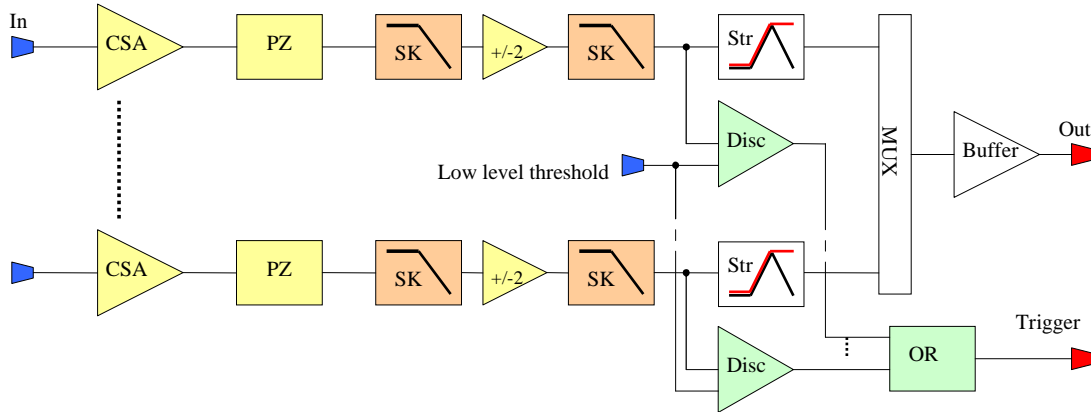 In
CSA
PZ
SK
+/-2
SK
Str
Disc
Low level threshold
MUX
Buffer
Out
CSA
PZ
SK
+/-2
SK
Str
Disc
OR
Trigger